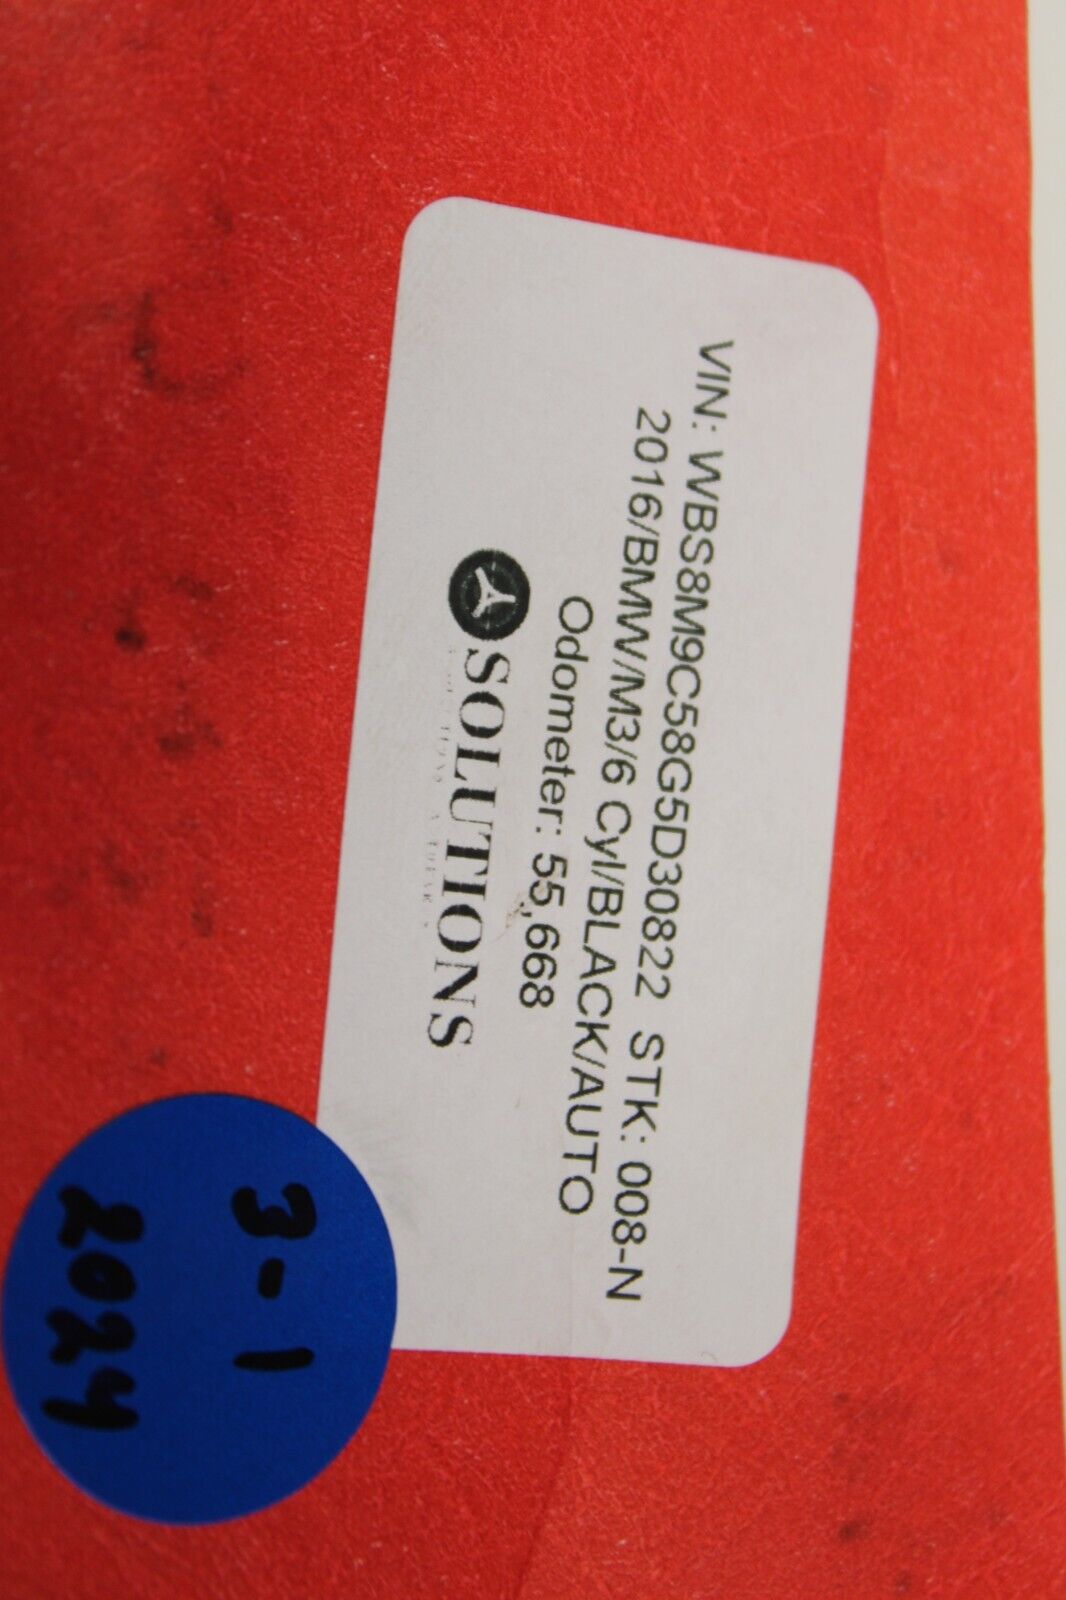 VIN: WBS8M9C58G5D30822 STK: 008-N
2016/BMW/M3/6 Cyl/BLACK/AUTO
Odometer: 55,668
SOLUTIONS
3-1
2024